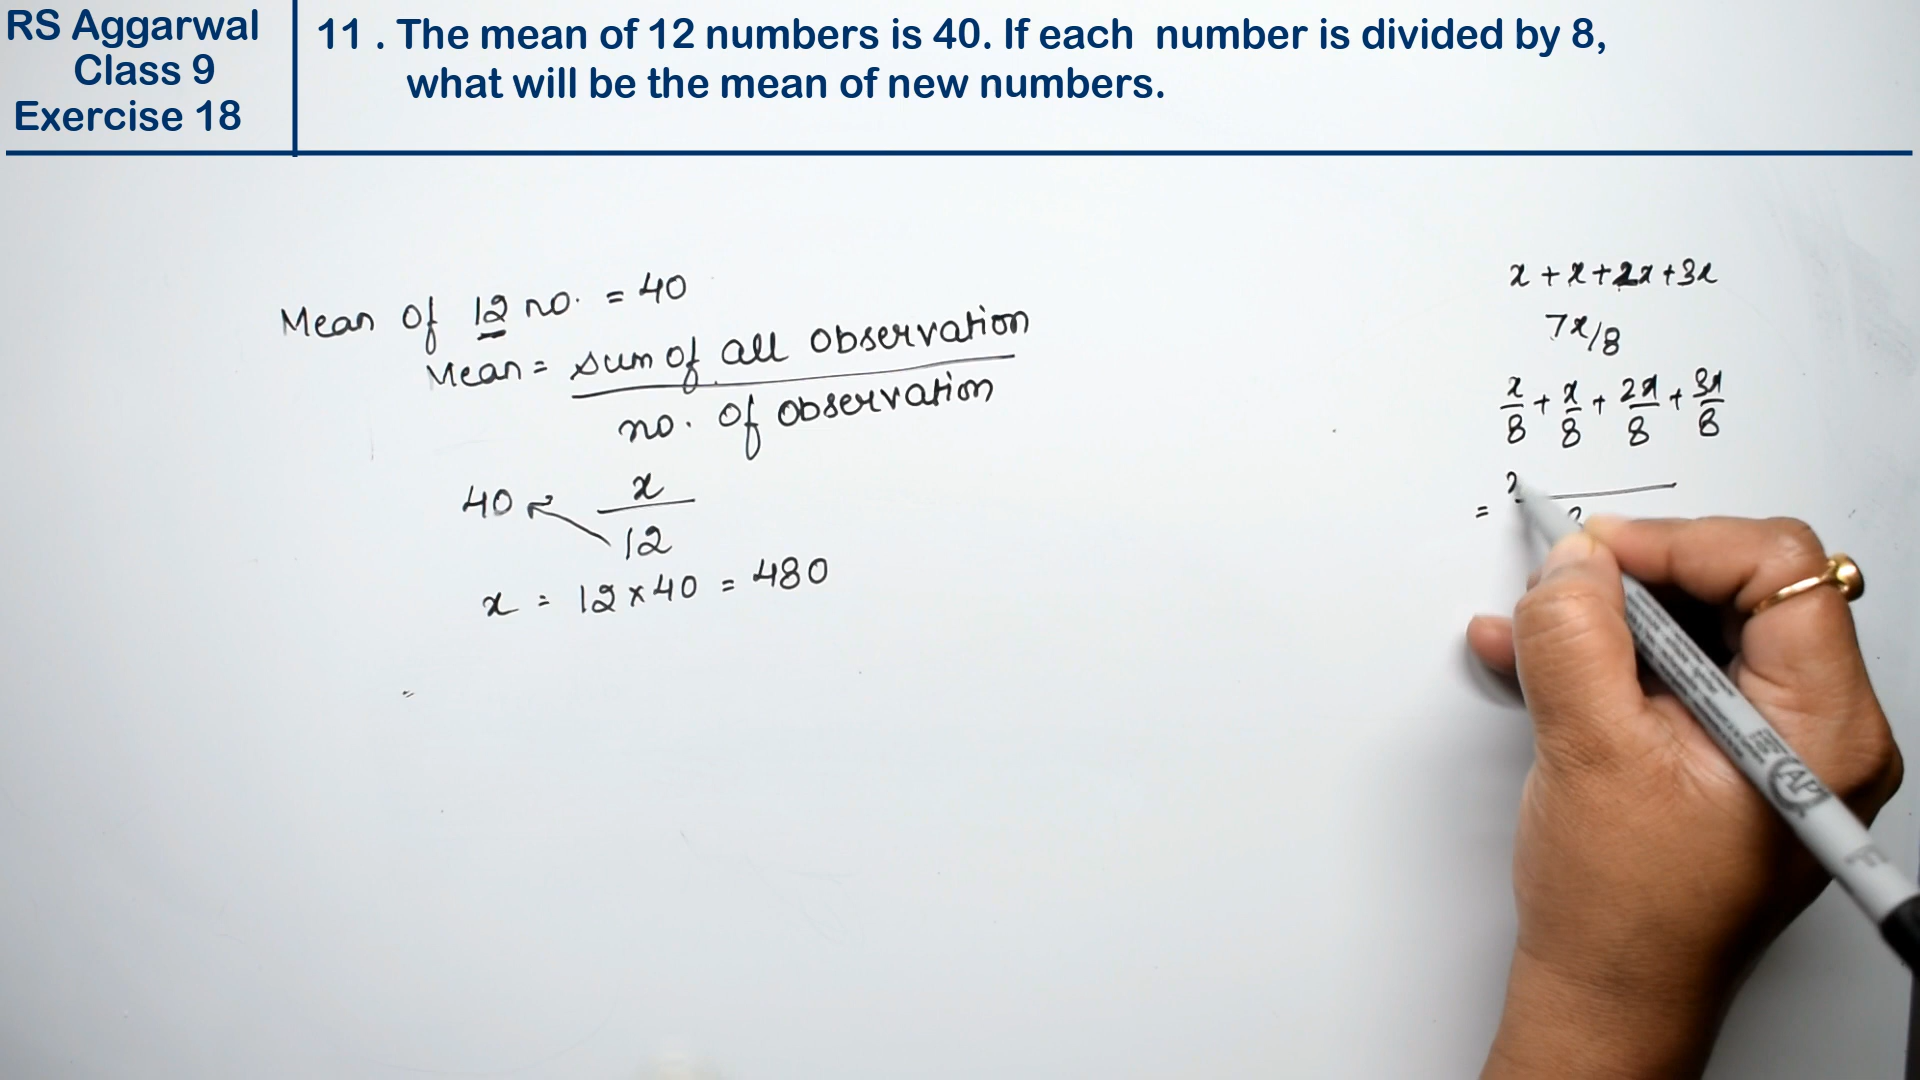 RS Aggarwal
Class 9
Exercise 18
11 . The mean of 12 numbers is 40. If each number is divided by 8,
what will be the mean of new numbers.
Mean of 12 no. = 40
Mean = sum of all observation
no. of observation
40 x
12
x = 12 × 40 = 480
=
x + x + 2x + 3x
7x/8
x/8 + x/8 + 2x/8 + 3x/8
=